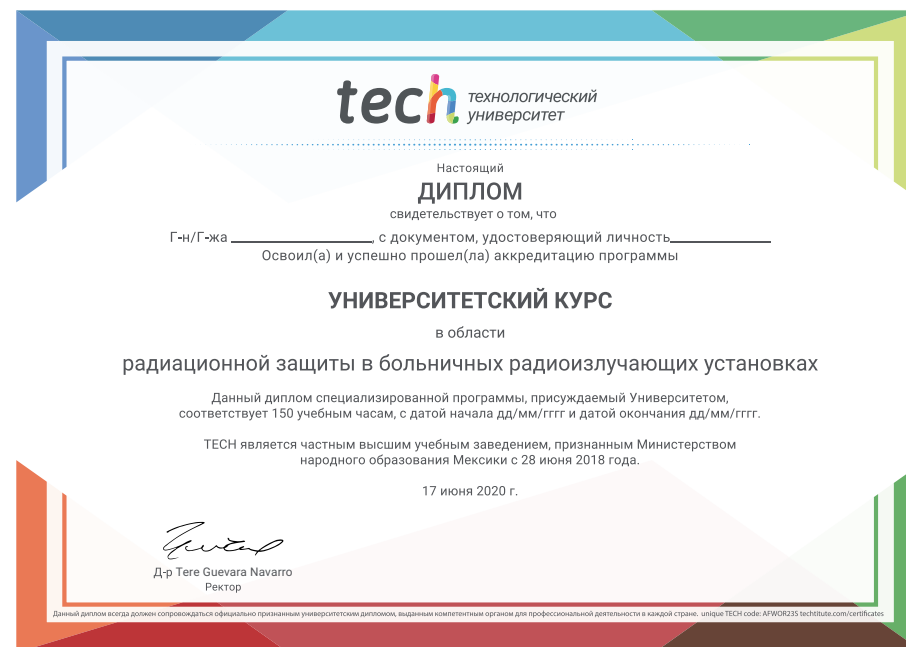 tech технологический
университет
Настоящий
ДИПЛОМ
свидетельствует о том, что
Г-н/Г-жа ____________________, с документом, удостоверяющий личность______________
Освоил(а) и успешно прошел(ла) аккредитацию программы
УНИВЕРСИТЕТСКИЙ КУРС
в области
радиационной защиты в больничных радиоизлучающих установках
Данный диплом специализированной программы, присуждаемый Университетом,
соответствует 150 учебным часам, с датой начала дд/мм/гггг и датой окончания дд/мм/гггг.
TECH является частным высшим учебным заведением, признанным Министерством
народного образования Мексики с 28 июня 2018 года.
17 июня 2020 г.
Д-р Tere Guevara Navarro
Ректор
Данный диплом всегда должен сопровождаться официально признанным университетским дипломом, выданным компетентным органом для профессиональной деятельности в каждой стране. unique TECH code: AFWOR23S techtitute.com/certificates